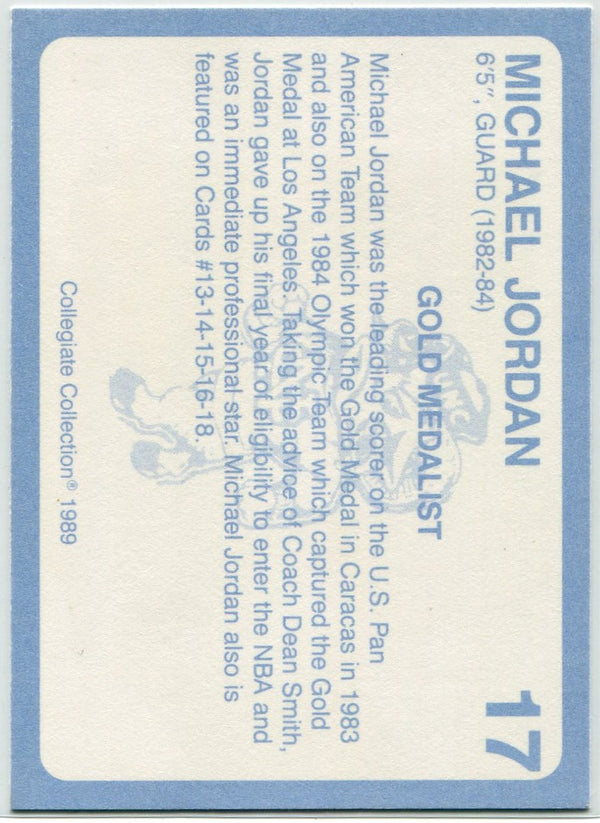 MICHAEL JORDAN 17
6'5", GUARD (1982-84)
GOLD MEDALIST
Michael Jordan was the leading scorer on the U.S. Pan
American Team which won the Gold Medal in Caracas in 1983
and also on the 1984 Olympic Team which captured the Gold
Medal at Los Angeles. Taking the advice of Coach Dean Smith,
Jordan gave up his final year of eligibility to enter the NBA and
was an immediate professional star. Michael Jordan also is
featured on Cards #13-14-15-16-18.
Collegiate Collection® 1989